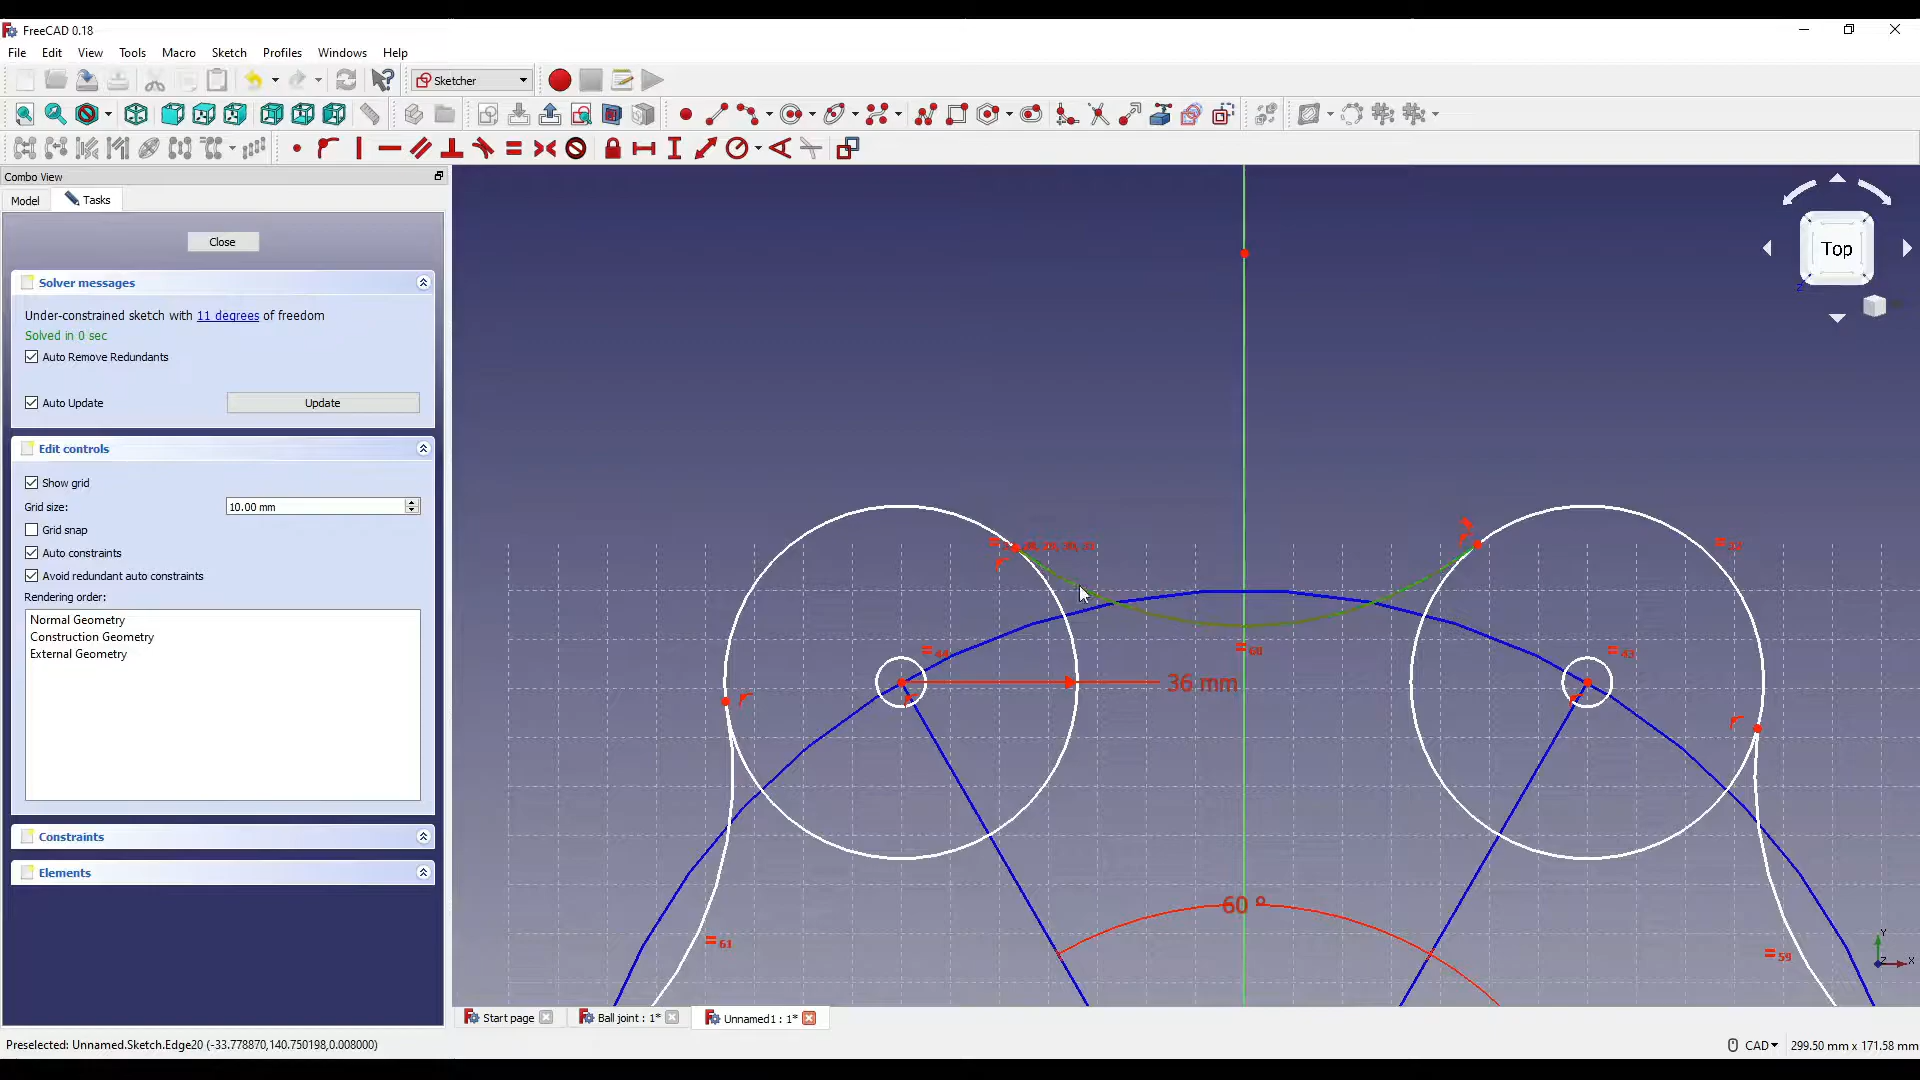 FreeCAD 0.18
File Edit View Tools Macro Sketch Profiles Windows Help
Sketcher
Combo View
Model Tasks
Close
Solver messages
Under-constrained sketch with 11 degrees of freedom
Solved in 0 sec
Auto Remove Redundants
Auto Update Update
Edit controls
Show grid
Grid size: 10.00 mm
Grid snap
Auto constraints
Avoid redundant auto constraints
Rendering order:
Normal Geometry
Construction Geometry
External Geometry
Constraints
Elements
Top
36 mm
60 °
61
59
Y
Z X
Start page Ball joint : 1* Unnamed1 : 1*
Preselected: Unnamed.Sketch.Edge20 (-33.778870,140.750198,0.008000)
CAD 299.50 mm x 171.58 mm